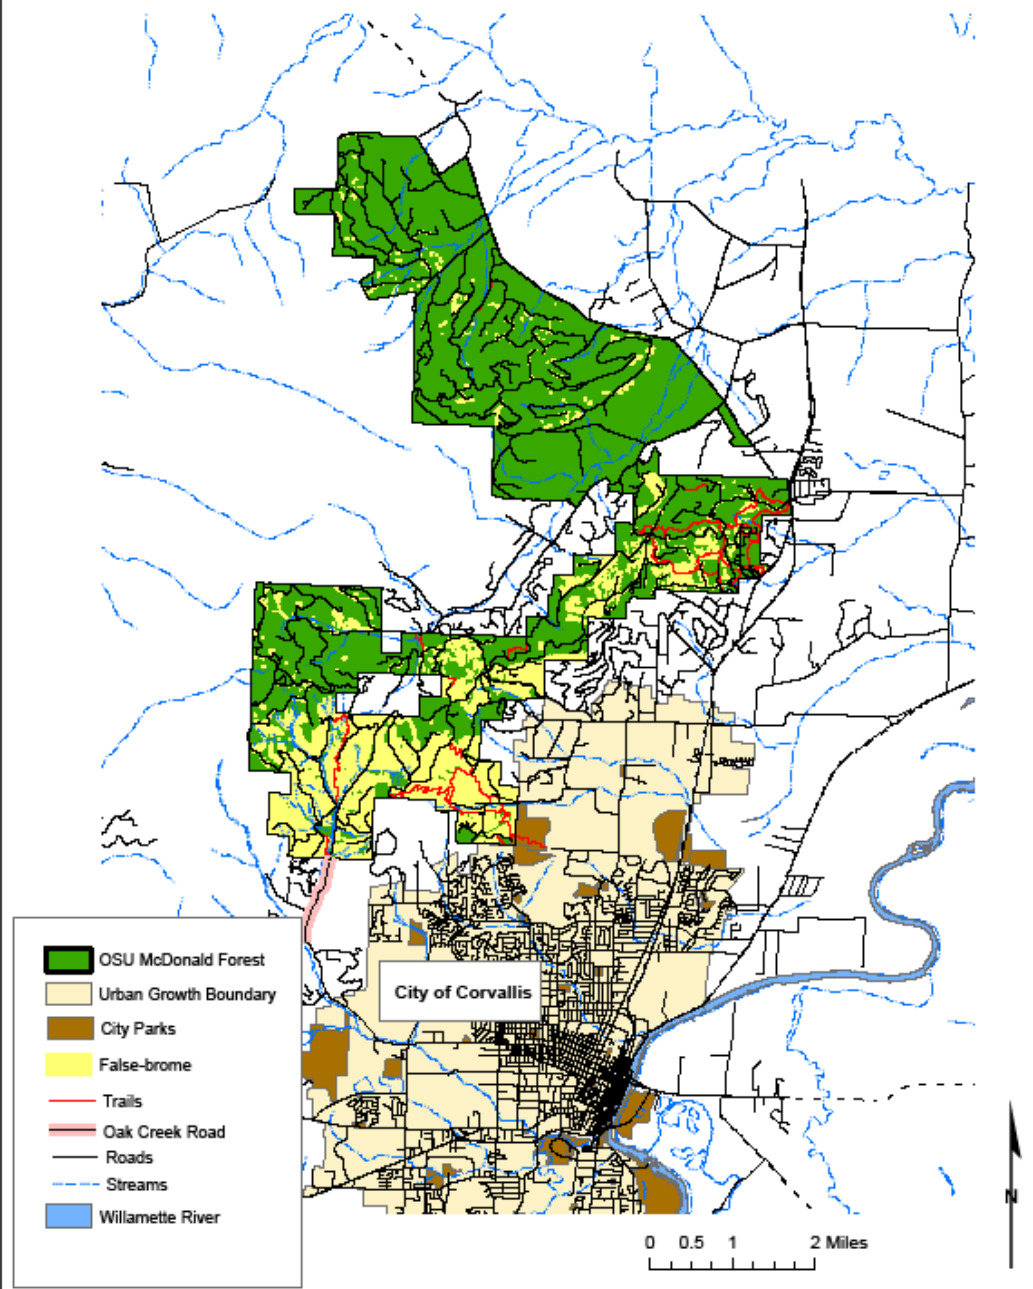 City of Corvallis
OSU McDonald Forest
Urban Growth Boundary
City Parks
False-brome
Trails
Oak Creek Road
Roads
Streams
Willamette River
N
0 0.5 1 2 Miles